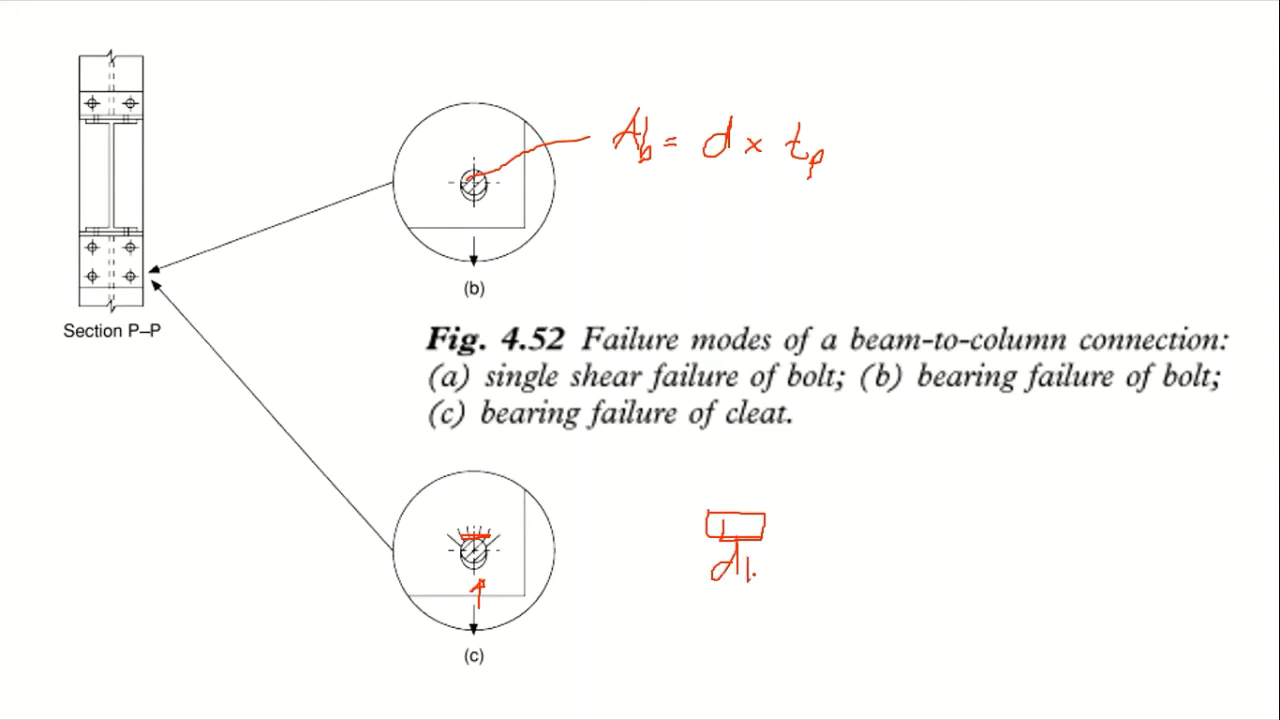 A_b = d × t_p
(b)
Section P–P
Fig. 4.52 Failure modes of a beam-to-column connection:
(a) single shear failure of bolt; (b) bearing failure of bolt;
(c) bearing failure of cleat.
(c)